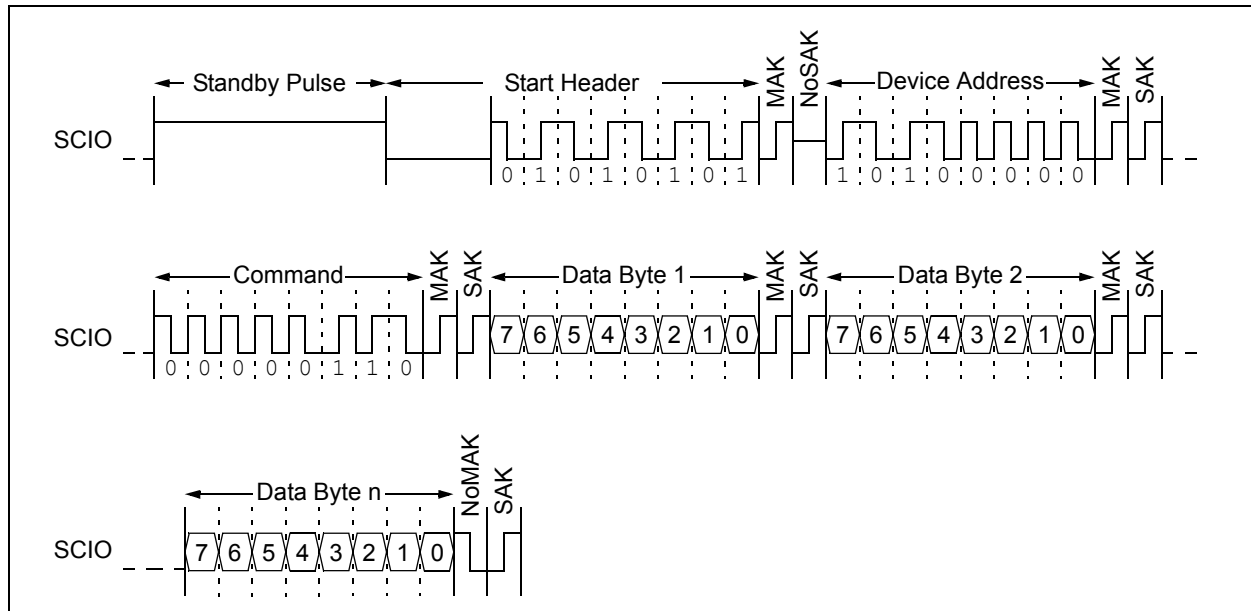 Standby Pulse Start Header MAK NoSAK Device Address MAK SAK
SCIO
0 1 0 1 0 1 0 1 1 0 1 0 0 0 0 0
Command MAK SAK Data Byte 1 MAK SAK Data Byte 2 MAK SAK
SCIO 7 6 5 4 3 2 1 0 7 6 5 4 3 2 1 0
0 0 0 0 0 1 1 0
Data Byte n NoMAK SAK
SCIO 7 6 5 4 3 2 1 0